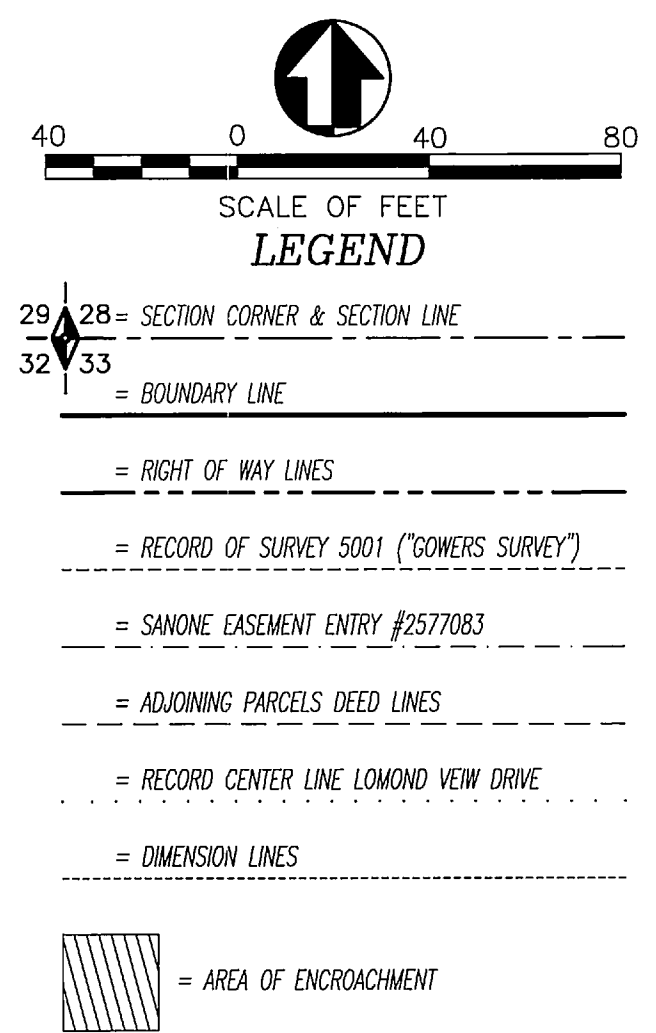 40 0 40 80
SCALE OF FEET
LEGEND
29 28 = SECTION CORNER & SECTION LINE
32 33
= BOUNDARY LINE
= RIGHT OF WAY LINES
= RECORD OF SURVEY 5001 ("GOWERS SURVEY")
= SANONE EASEMENT ENTRY #2577083
= ADJOINING PARCELS DEED LINES
= RECORD CENTER LINE LOMOND VEIW DRIVE
= DIMENSION LINES
= AREA OF ENCROACHMENT